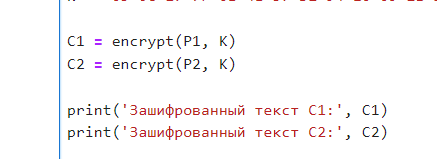 C1 = encrypt(P1, K)
C2 = encrypt(P2, K)
print('Зашифрованный текст C1:', C1)
print('Зашифрованный текст C2:', C2)